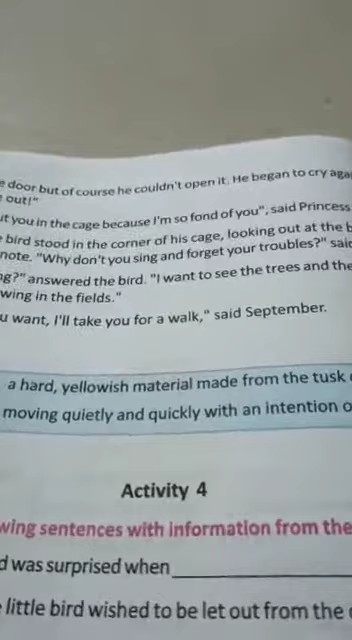 door but of course he couldn't open it. He began to cry
out!"
you in the cage because I'm so fond of you", said Princess
bird stood in the corner of his cage, looking out at the
note. "Why don't you sing and forget your troubles?"
answered the bird. "I want to see the trees and the
in the fields."
want, I'll take you for a walk," said September.
a hard, yellowish material made from the tusk
moving quietly and quickly with an intention
Activity 4
sentences with information from the
was surprised when
little bird wished to be let out from the